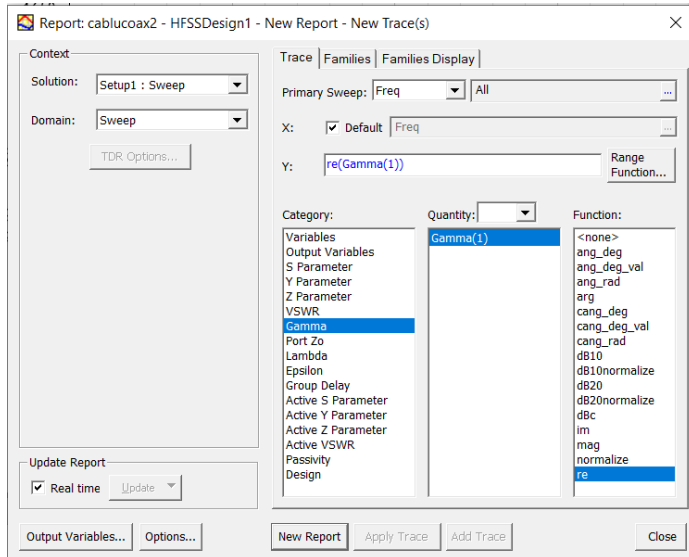 Report: cablucoax2 - HFSSDesign1 - New Report - New Trace(s)
Context
Solution: Setup1 : Sweep
Domain: Sweep
TDR Options...
Update Report
Real time Update
Output Variables... Options...
Trace Families Families Display
Primary Sweep: Freq All ...
X: Default Freq ...
Y: re(Gamma(1)) Range
Function...
Category: Quantity: Function:
Variables
Output Variables
S Parameter
Y Parameter
Z Parameter
VSWR
Gamma
Port Zo
Lambda
Epsilon
Group Delay
Active S Parameter
Active Y Parameter
Active Z Parameter
Active VSWR
Passivity
Design
Gamma(1)
<none>
ang_deg
ang_deg_val
ang_rad
arg
cang_deg
cang_deg_val
cang_rad
dB10
dB10normalize
dB20
dB20normalize
dBc
im
mag
normalize
re
New Report Apply Trace Add Trace Close